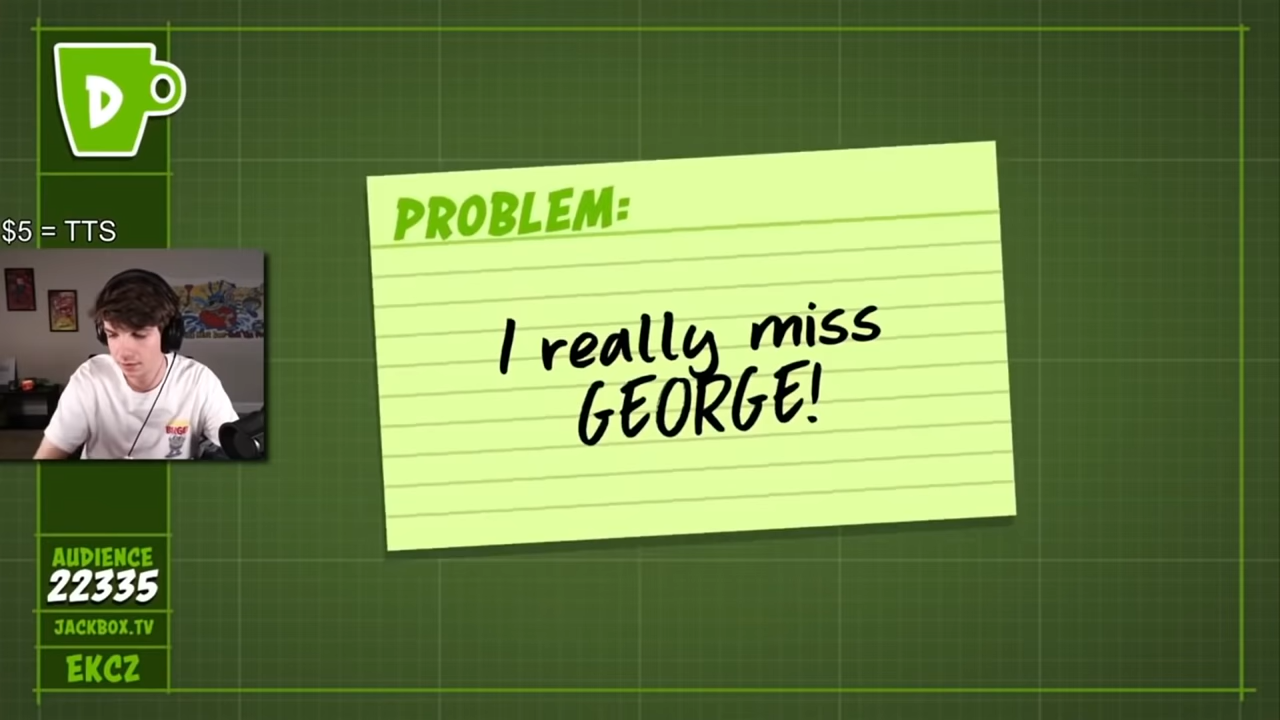 D
$5 = TTS
PROBLEM:
I really miss
GEORGE!
AUDIENCE
22335
JACKBOX.TV
EKCZ